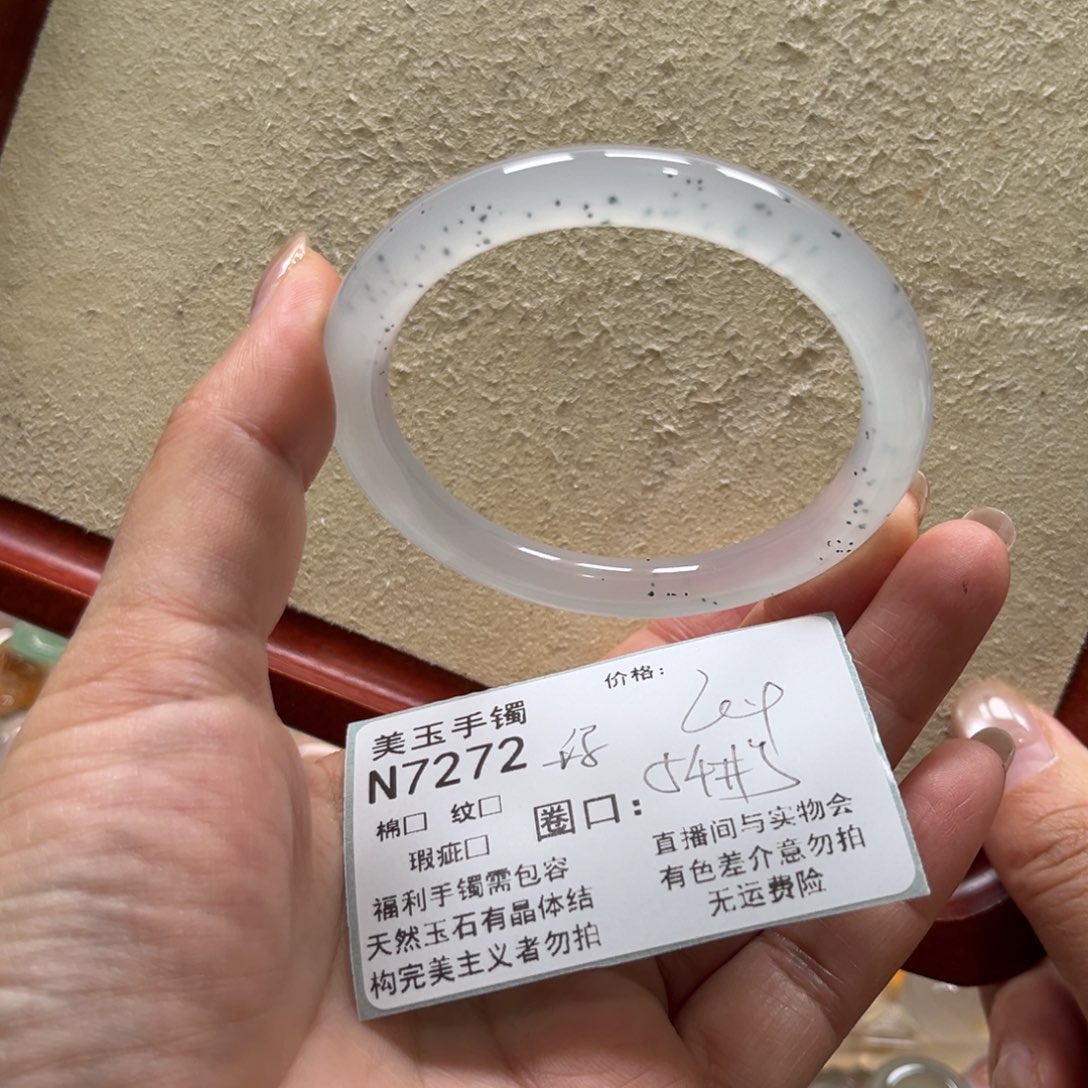 价格：
美玉手镯
N7272
棉□ 纹□
瑕疵□
圈口： 54#
福利手镯需包容
天然玉石有晶体结
构完美主义者勿拍
直播间与实物会
有色差介意勿拍
无运费险